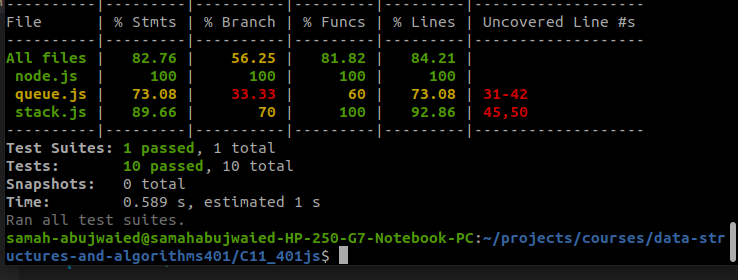 ----------|---------|----------|---------|---------|-------------------
File      | % Stmts | % Branch | % Funcs | % Lines | Uncovered Line #s
----------|---------|----------|---------|---------|-------------------
All files |   82.76 |    56.25 |   81.82 |   84.21 |
 node.js  |     100 |      100 |     100 |     100 |
 queue.js |   73.08 |    33.33 |      60 |   73.08 | 31-42
 stack.js |   89.66 |       70 |     100 |   92.86 | 45,50
----------|---------|----------|---------|---------|-------------------
Test Suites: 1 passed, 1 total
Tests:       10 passed, 10 total
Snapshots:   0 total
Time:        0.589 s, estimated 1 s
Ran all test suites.
samah-abujwaied@samahabujwaied-HP-250-G7-Notebook-PC:~/projects/courses/data-str
uctures-and-algorithms401/C11_401js$